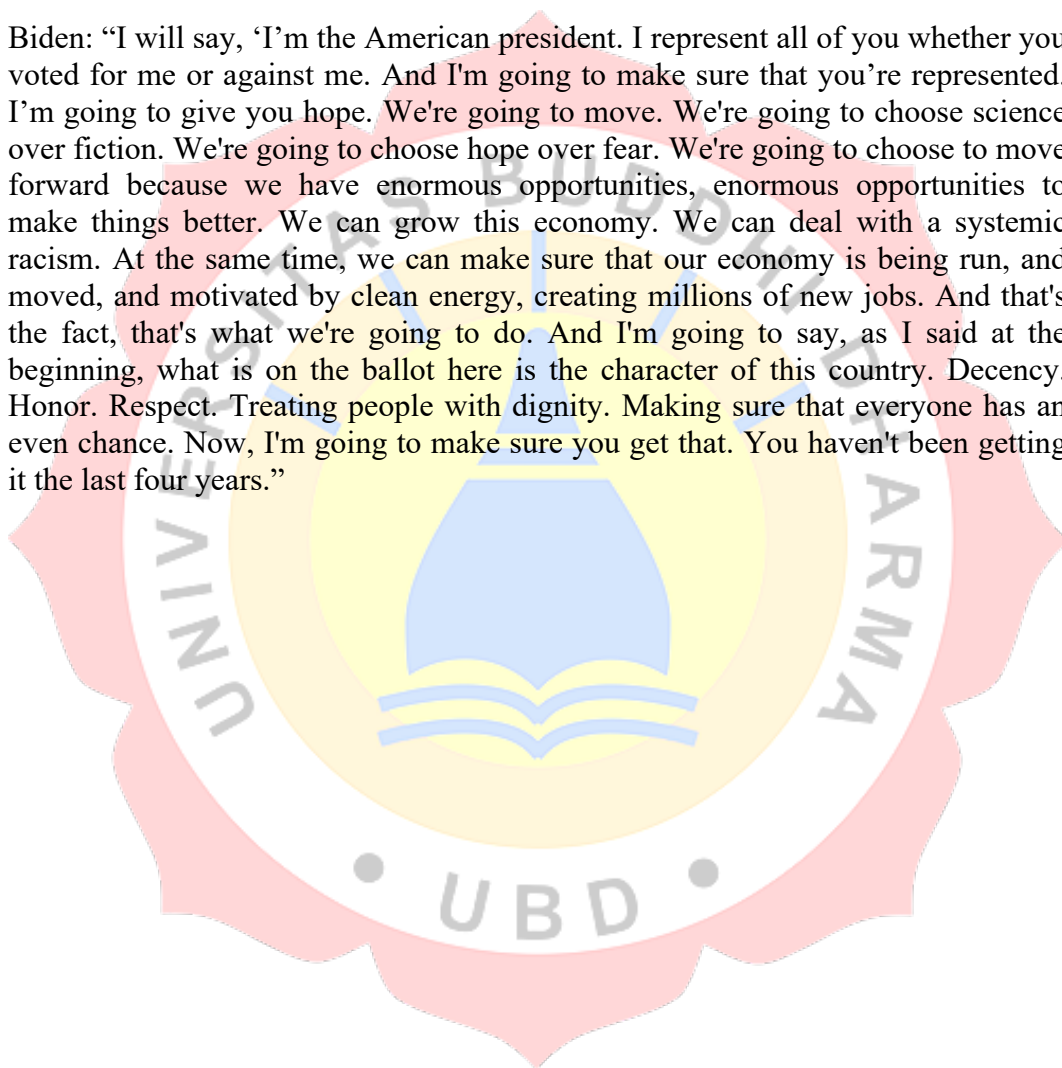 Biden: “I will say, ‘I’m the American president. I represent all of you whether you
voted for me or against me. And I'm going to make sure that you’re represented.
I’m going to give you hope. We're going to move. We're going to choose science
over fiction. We're going to choose hope over fear. We're going to choose to move
forward because we have enormous opportunities, enormous opportunities to
make things better. We can grow this economy. We can deal with a systemic
racism. At the same time, we can make sure that our economy is being run, and
moved, and motivated by clean energy, creating millions of new jobs. And that's
the fact, that's what we're going to do. And I'm going to say, as I said at the
beginning, what is on the ballot here is the character of this country. Decency.
Honor. Respect. Treating people with dignity. Making sure that everyone has an
even chance. Now, I'm going to make sure you get that. You haven't been getting
it the last four years.”
UNIVERSITAS BUDDHI DHARMA
• UBD •